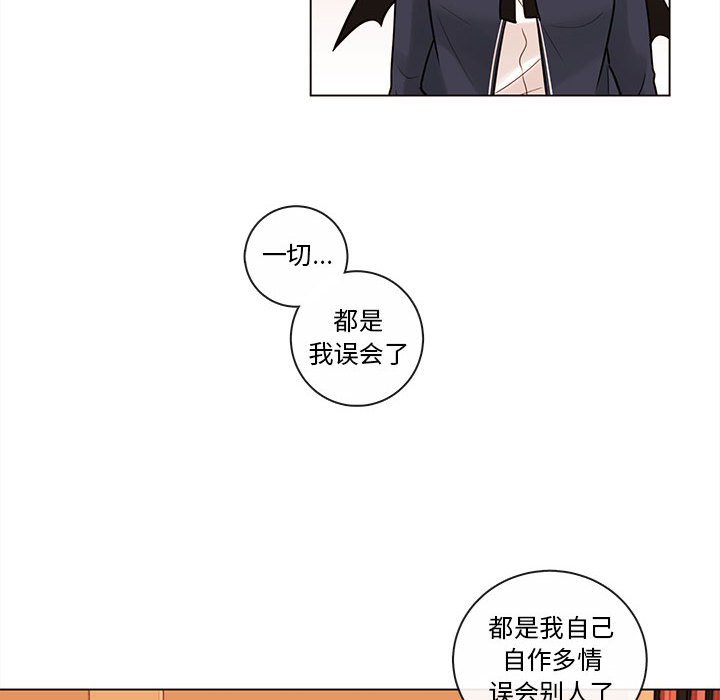 一切...
都是
我误会了
都是我自己
自作多情
误会别人了